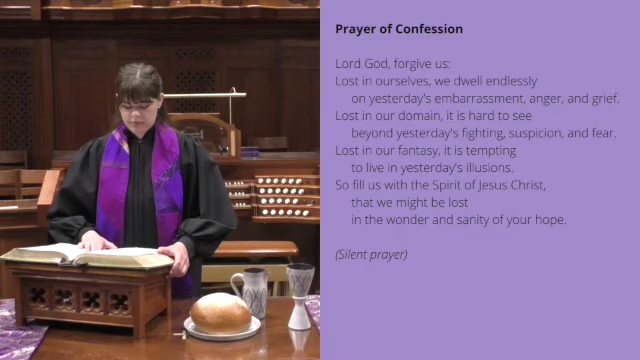 Prayer of Confession
Lord God, forgive us:
Lost in ourselves, we dwell endlessly
on yesterday's embarrassment, anger, and grief.
Lost in our domain, it is hard to see
beyond yesterday's fighting, suspicion, and fear.
Lost in our fantasy, it is tempting
to live in yesterday's illusions.
So fill us with the Spirit of Jesus Christ,
that we might be lost
in the wonder and sanity of your hope.
(Silent prayer)